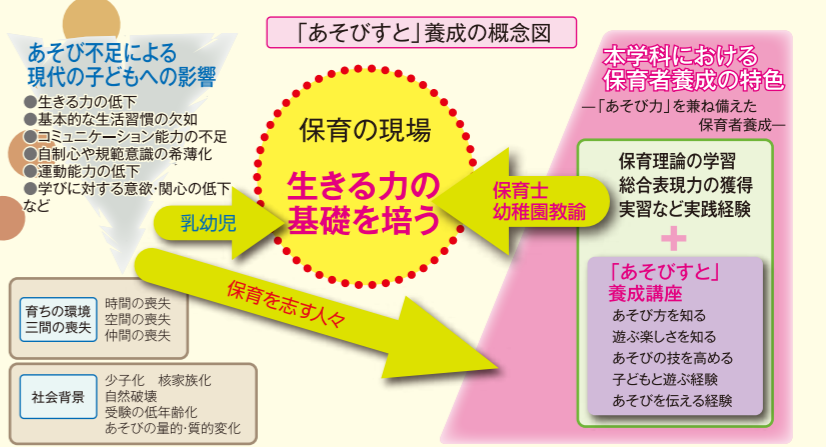 「あそびすと」養成の概念図
あそび不足による
現代の子どもへの影響
●生きる力の低下
●基本的な生活習慣の欠如
●コミュニケーション能力の不足
●自制心や規範意識の希薄化
●運動能力の低下
●学びに対する意欲・関心の低下
など
乳幼児
保育の現場
生きる力の
基礎を培う
保育士
幼稚園教諭
保育を志す人々
育ちの環境
三間の喪失
時間の喪失
空間の喪失
仲間の喪失
社会背景
少子化　核家族化
自然破壊
受験の低年齢化
あそびの量的・質的変化
本学科における
保育者養成の特色
―「あそび力」を兼ね備えた
保育者養成―
保育理論の学習
総合表現力の獲得
実習など実践経験
+
「あそびすと」
養成講座
あそび方を知る
遊ぶ楽しさを知る
あそびの技を高める
子どもと遊ぶ経験
あそびを伝える経験